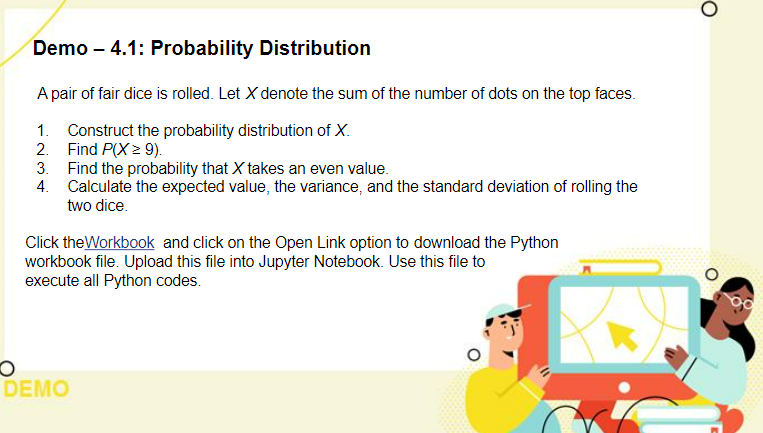 Demo – 4.1: Probability Distribution
A pair of fair dice is rolled. Let X denote the sum of the number of dots on the top faces.
1. Construct the probability distribution of X.
2. Find P(X ≥ 9).
3. Find the probability that X takes an even value.
4. Calculate the expected value, the variance, and the standard deviation of rolling the
two dice.
Click theWorkbook and click on the Open Link option to download the Python
workbook file. Upload this file into Jupyter Notebook. Use this file to
execute all Python codes.
DEMO